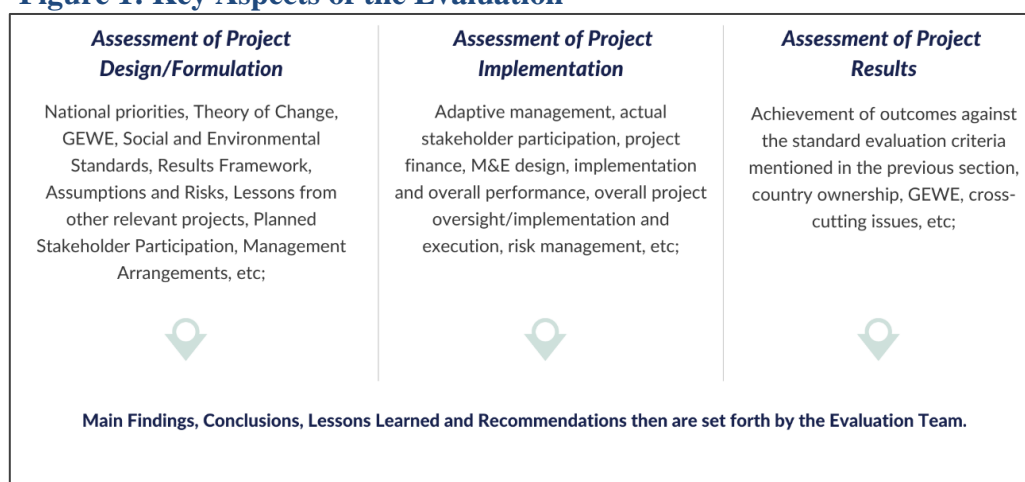 Figure 1: Key Aspects of the Evaluation
Assessment of Project
Design/Formulation
National priorities, Theory of Change,
GEWE, Social and Environmental
Standards, Results Framework,
Assumptions and Risks, Lessons from
other relevant projects, Planned
Stakeholder Participation, Management
Arrangements, etc;
Assessment of Project
Implementation
Adaptive management, actual
stakeholder participation, project
finance, M&E design, implementation
and overall performance, overall project
oversight/implementation and
execution, risk management, etc;
Assessment of Project
Results
Achievement of outcomes against
the standard evaluation criteria
mentioned in the previous section,
country ownership, GEWE, cross-
cutting issues, etc;
Main Findings, Conclusions, Lessons Learned and Recommendations then are set forth by the Evaluation Team.